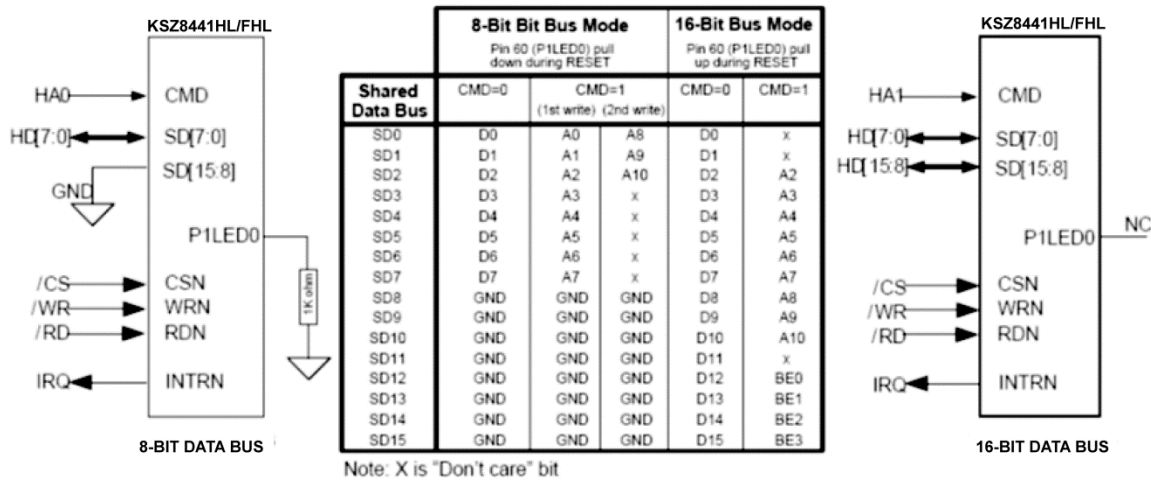 KSZ8441HL/FHL
HA0
CMD
HD[7:0]
SD[7:0]
SD[15:8]
GND
P1LED0
1K ohm
/CS
CSN
/WR
WRN
/RD
RDN
IRQ
INTRN
8-BIT DATA BUS
8-Bit Bit Bus Mode 16-Bit Bus Mode
Pin 60 (P1LED0) pull Pin 60 (P1LED0) pull
down during RESET up during RESET
Shared CMD=0 CMD=1 CMD=0 CMD=1
Data Bus (1st write) (2nd write)
SD0 D0 A0 A8 D0 x
SD1 D1 A1 A9 D1 x
SD2 D2 A2 A10 D2 A2
SD3 D3 A3 x D3 A3
SD4 D4 A4 x D4 A4
SD5 D5 A5 x D5 A5
SD6 D6 A6 x D6 A6
SD7 D7 A7 x D7 A7
SD8 GND GND GND D8 A8
SD9 GND GND GND D9 A9
SD10 GND GND GND D10 A10
SD11 GND GND GND D11 x
SD12 GND GND GND D12 BE0
SD13 GND GND GND D13 BE1
SD14 GND GND GND D14 BE2
SD15 GND GND GND D15 BE3
Note: X is "Don't care" bit
KSZ8441HL/FHL
HA1
CMD
HD[7:0]
SD[7:0]
HD[15:8]
SD[15:8]
P1LED0
NC
/CS
CSN
/WR
WRN
/RD
RDN
IRQ
INTRN
16-BIT DATA BUS